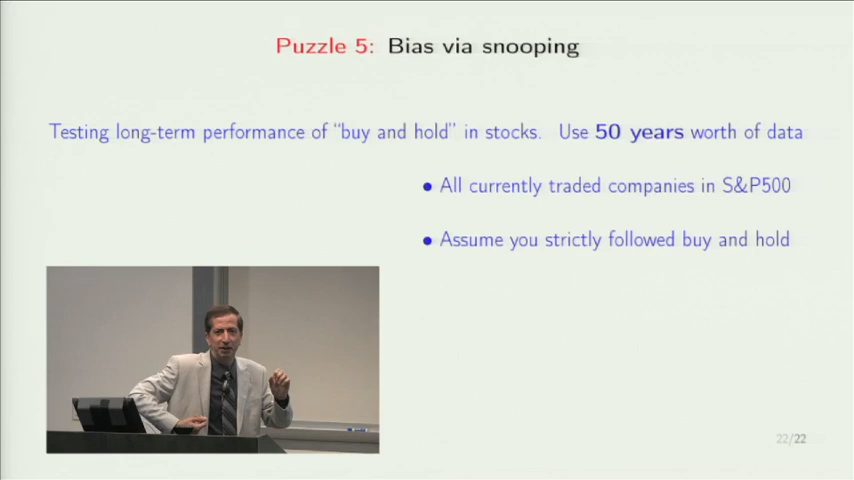 Puzzle 5: Bias via snooping
Testing long-term performance of “buy and hold” in stocks. Use 50 years worth of data
• All currently traded companies in S&P500
• Assume you strictly followed buy and hold
22/22